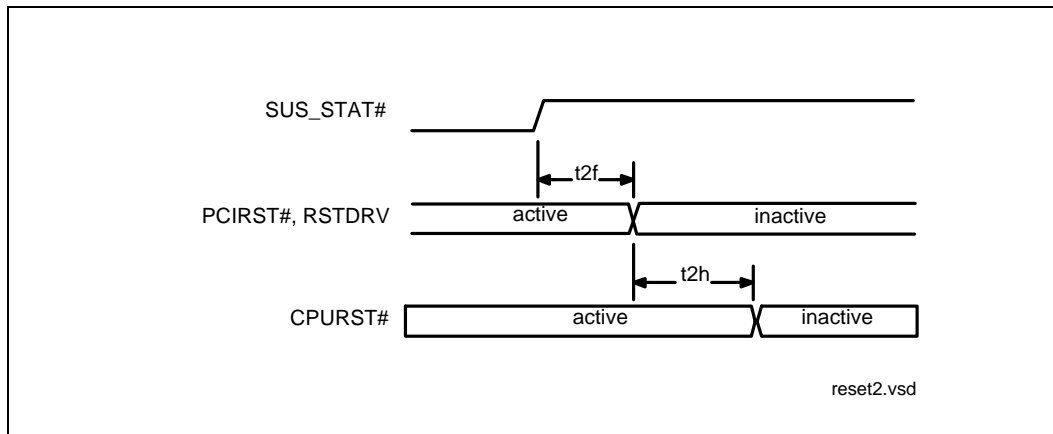 SUS_STAT#
t2f
PCIRST#, RSTDRV
active
inactive
t2h
CPURST#
active
inactive
reset2.vsd